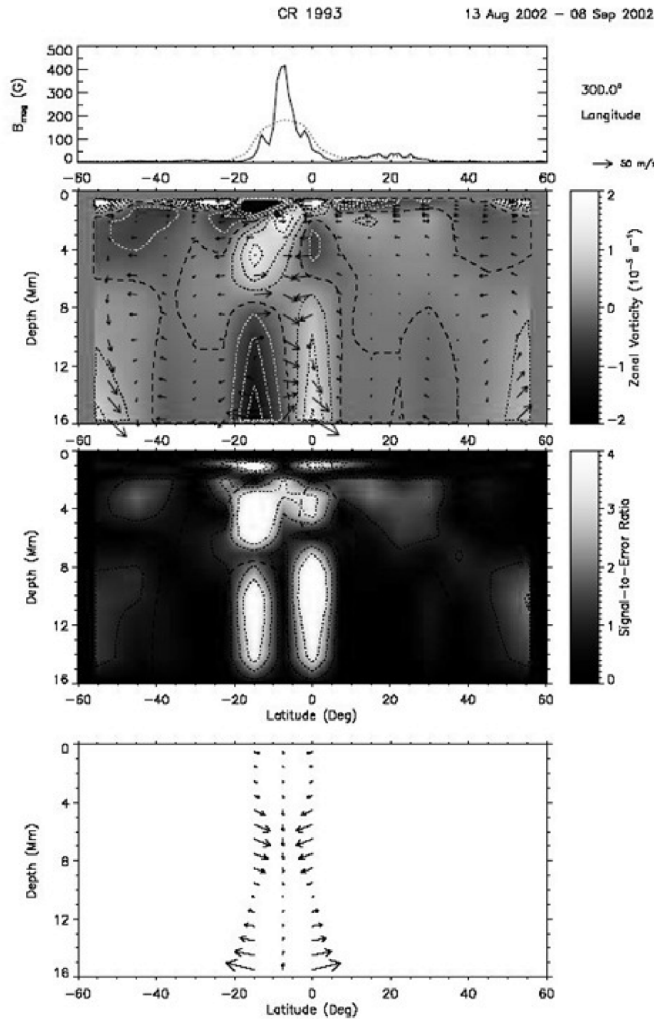 CR 1993
13 Aug 2002 – 08 Sep 2002
B_mag (G)
500
400
300
200
100
0
-60 -40 -20 0 20 40 60
300.0°
Longitude
50 m/s
Depth (Mm)
0
4
8
12
16
-60 -40 -20 0 20 40 60
2
1
0
-1
-2
Zonal Vorticity (10⁻⁵ s⁻¹)
Depth (Mm)
0
4
8
12
16
-60 -40 -20 0 20 40 60
Latitude (Deg)
4
3
2
1
0
Signal-to-Error Ratio
Depth (Mm)
0
4
8
12
16
-60 -40 -20 0 20 40 60
Latitude (Deg)